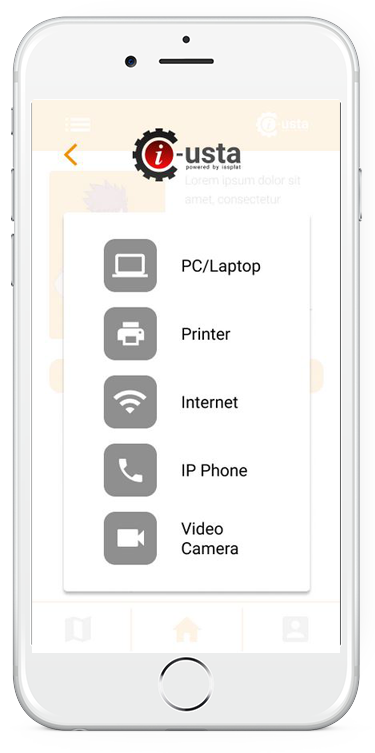 i-usta
i-usta
powered by issplat
Lorem ipsum dolor sit
amet, consectetur
PC/Laptop
Printer
Internet
IP Phone
Video
Camera